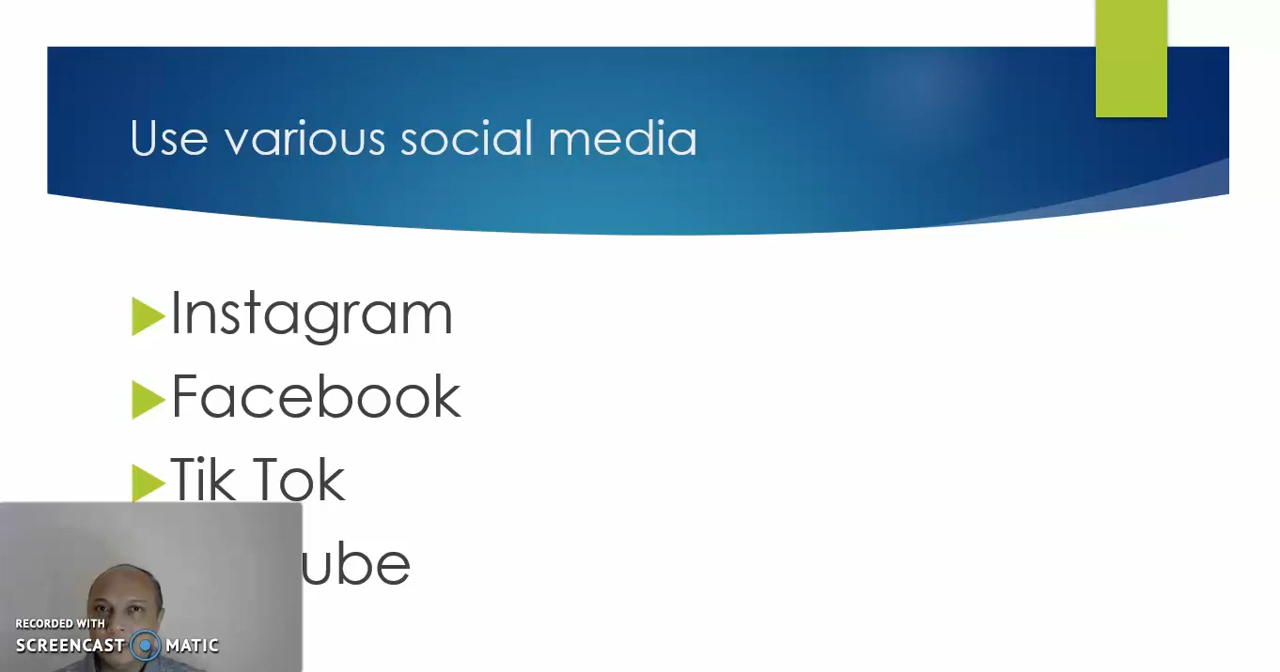 Use various social media
Instagram
Facebook
Tik Tok
ube
RECORDED WITH
SCREENCAST MATIC